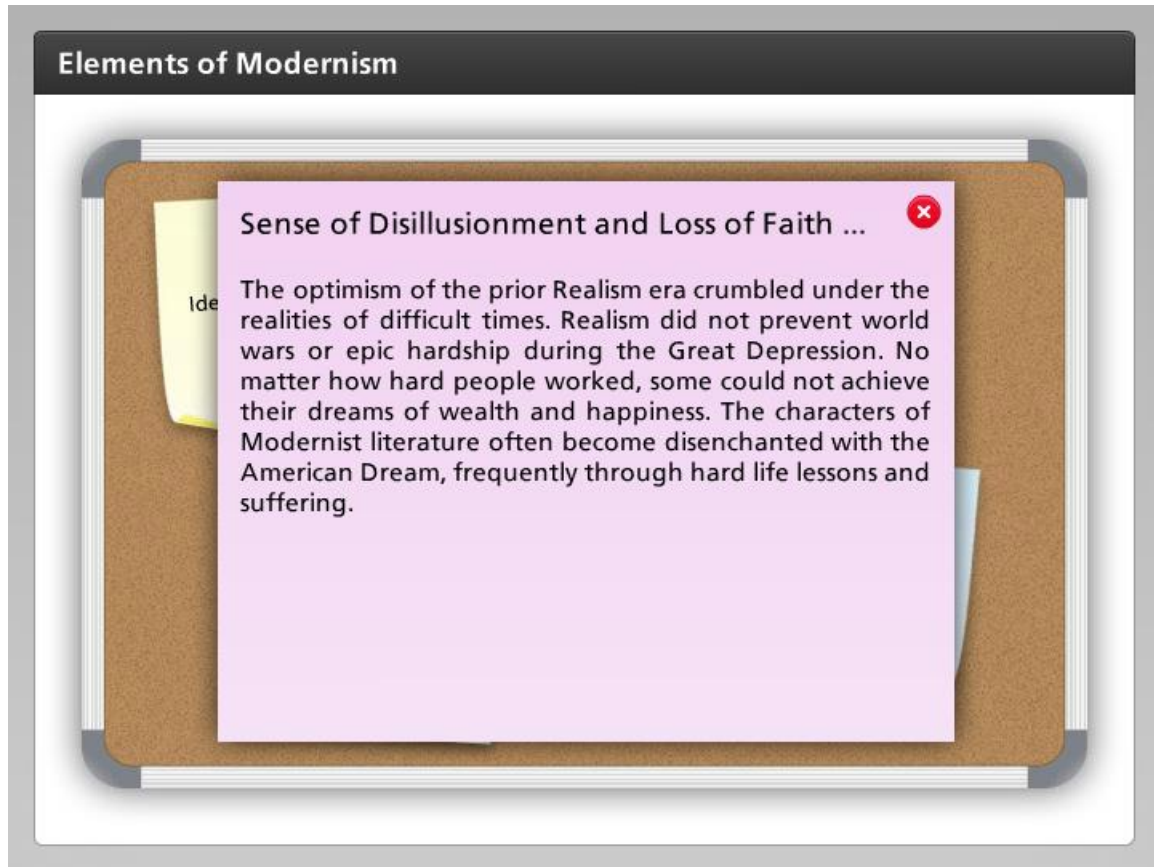 Elements of Modernism
Sense of Disillusionment and Loss of Faith ...
Ide
The optimism of the prior Realism era crumbled under the
realities of difficult times. Realism did not prevent world
wars or epic hardship during the Great Depression. No
matter how hard people worked, some could not achieve
their dreams of wealth and happiness. The characters of
Modernist literature often become disenchanted with the
American Dream, frequently through hard life lessons and
suffering.